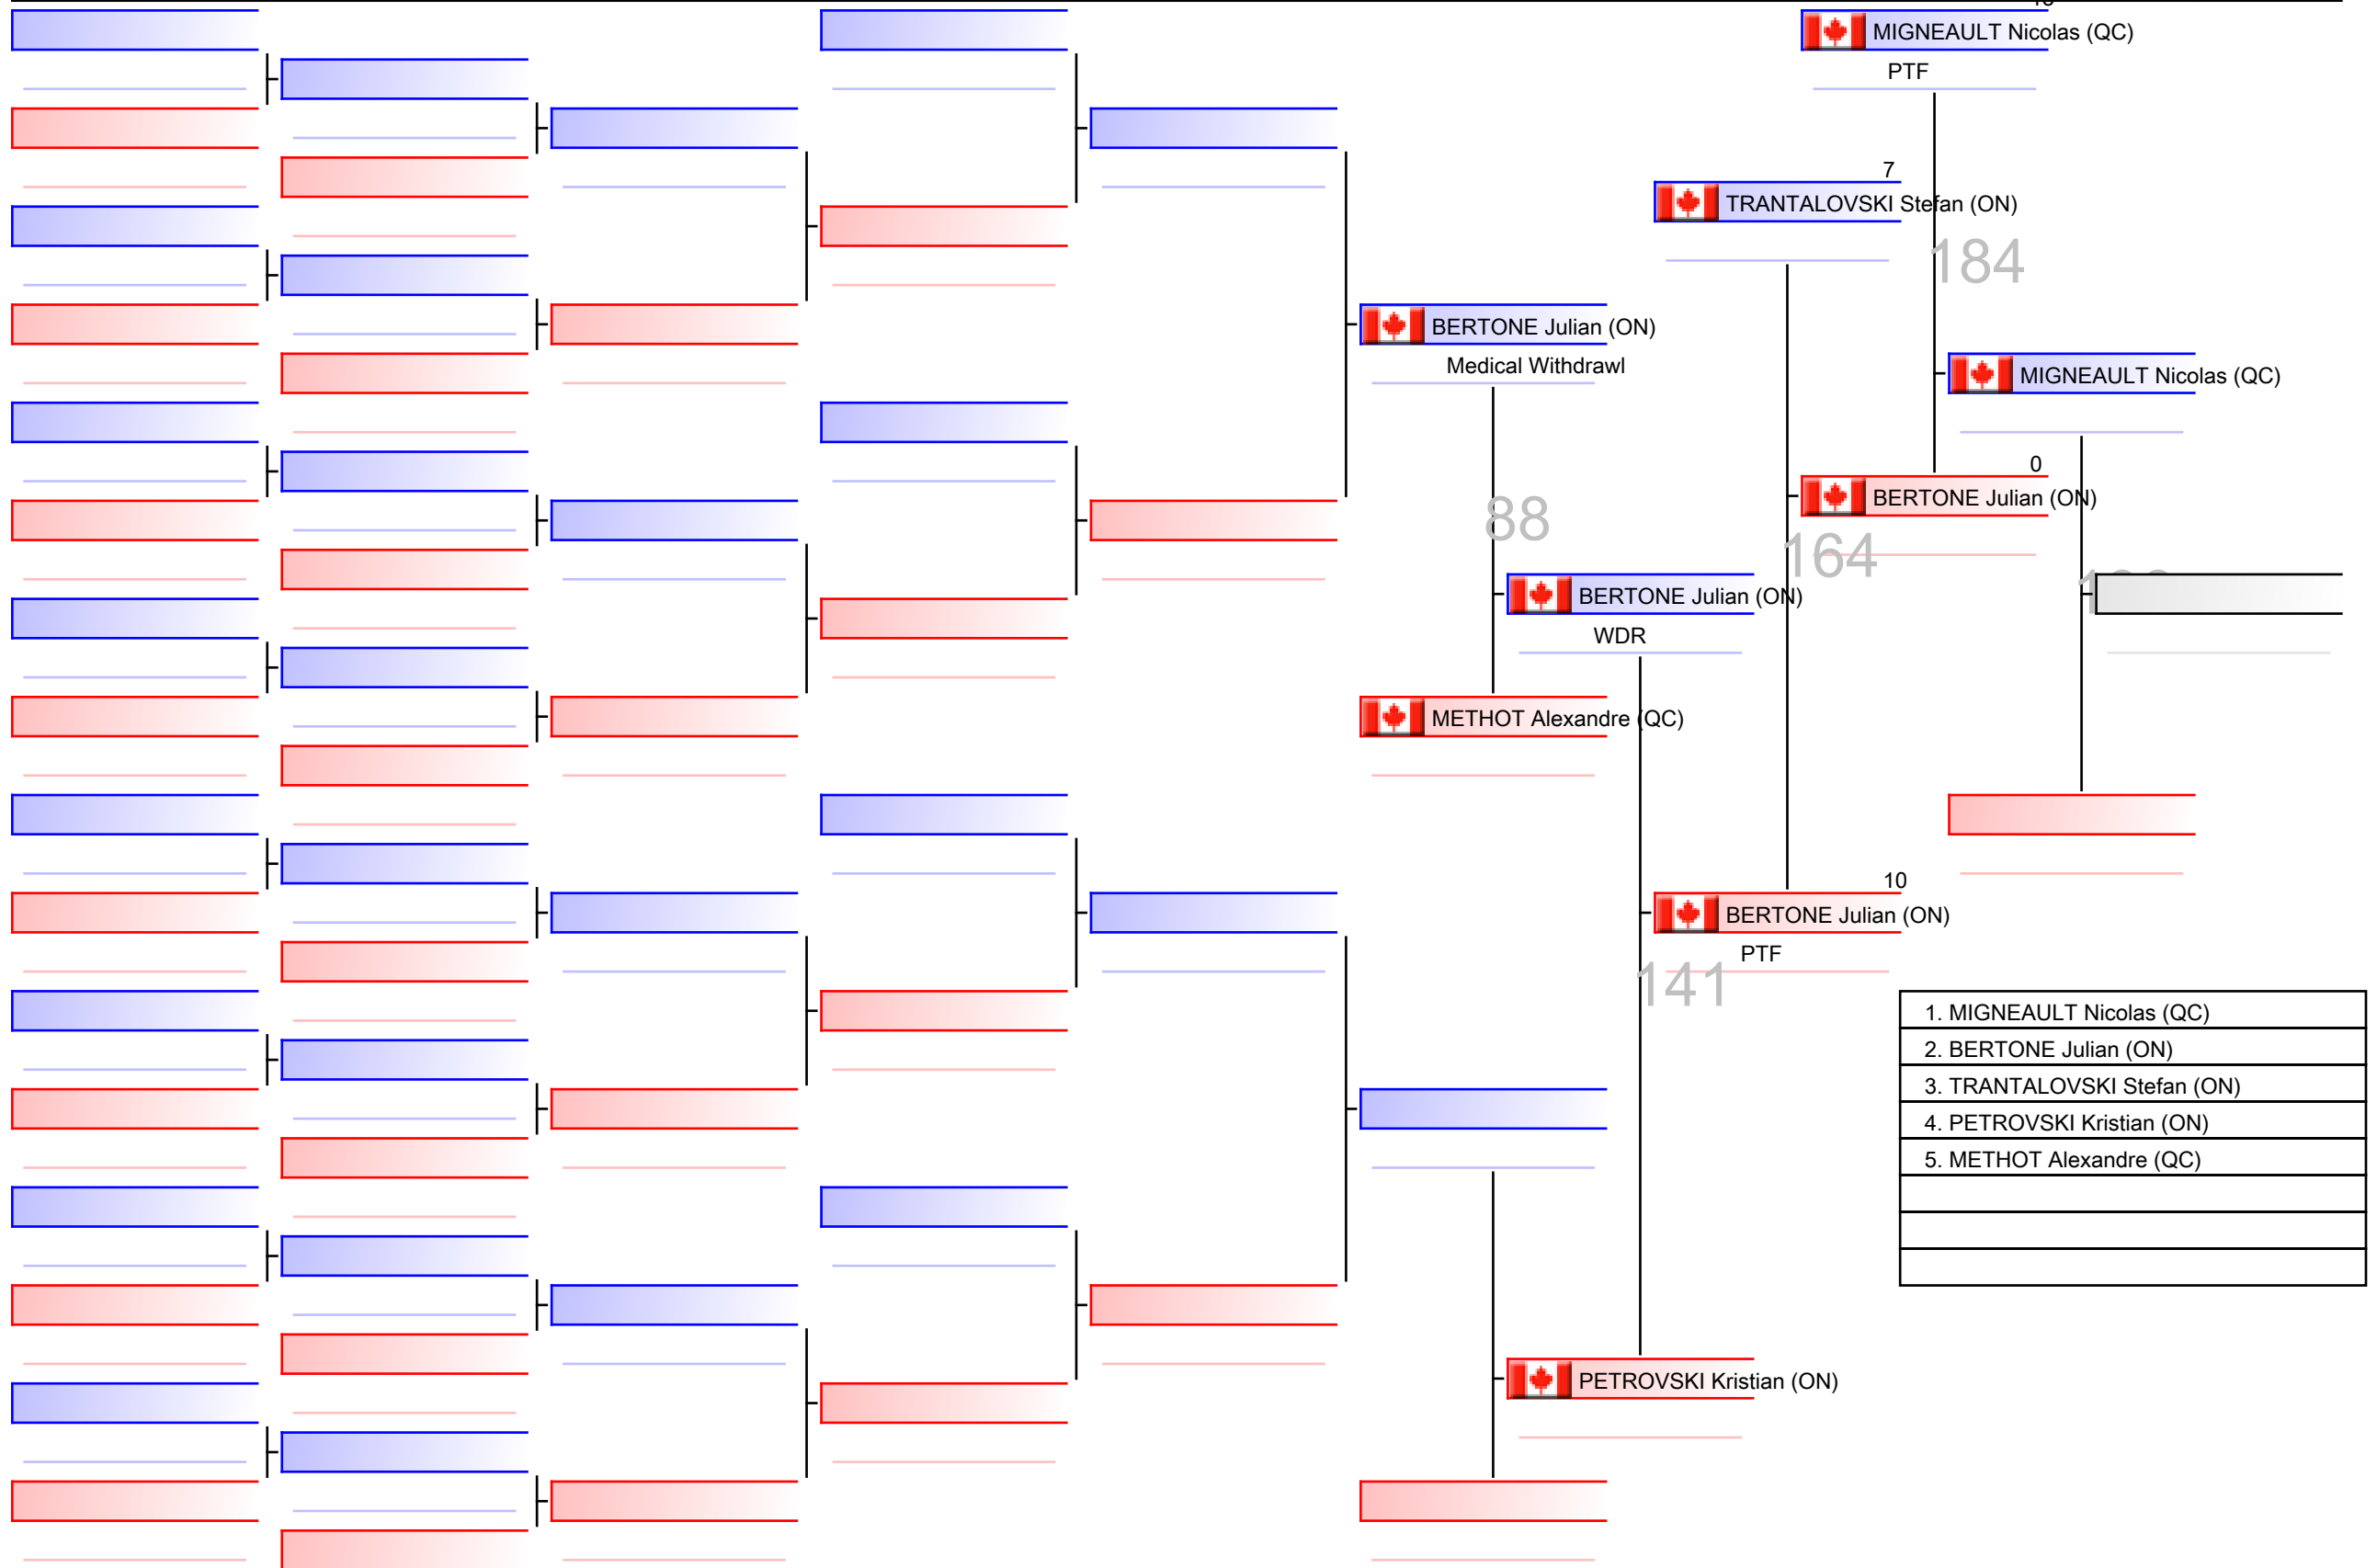 MIGNEAULT Nicolas (QC)
PTF
7
TRANTALOVSKI Stefan (ON)
184
BERTONE Julian (ON)
Medical Withdrawl
MIGNEAULT Nicolas (QC)
0
BERTONE Julian (ON)
88
164
BERTONE Julian (ON)
WDR
METHOT Alexandre (QC)
10
BERTONE Julian (ON)
PTF
141
1. MIGNEAULT Nicolas (QC)
2. BERTONE Julian (ON)
3. TRANTALOVSKI Stefan (ON)
4. PETROVSKI Kristian (ON)
5. METHOT Alexandre (QC)
PETROVSKI Kristian (ON)